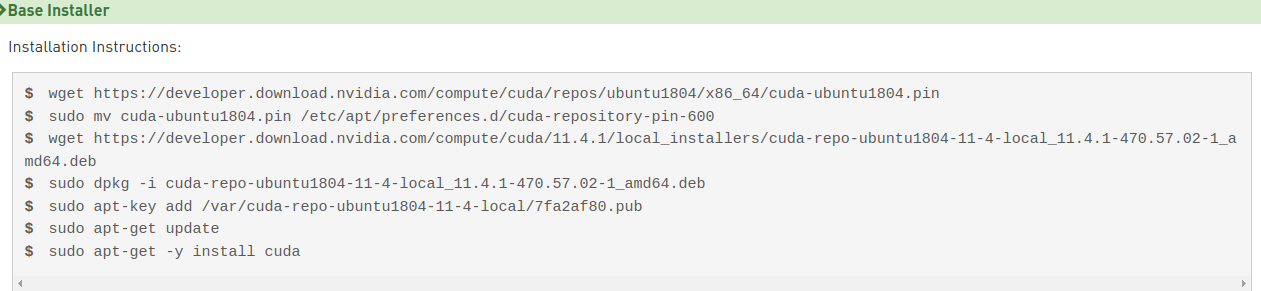 Base Installer
Installation Instructions:
$ wget https://developer.download.nvidia.com/compute/cuda/repos/ubuntu1804/x86_64/cuda-ubuntu1804.pin
$ sudo mv cuda-ubuntu1804.pin /etc/apt/preferences.d/cuda-repository-pin-600
$ wget https://developer.download.nvidia.com/compute/cuda/11.4.1/local_installers/cuda-repo-ubuntu1804-11-4-local_11.4.1-470.57.02-1_a
md64.deb
$ sudo dpkg -i cuda-repo-ubuntu1804-11-4-local_11.4.1-470.57.02-1_amd64.deb
$ sudo apt-key add /var/cuda-repo-ubuntu1804-11-4-local/7fa2af80.pub
$ sudo apt-get update
$ sudo apt-get -y install cuda